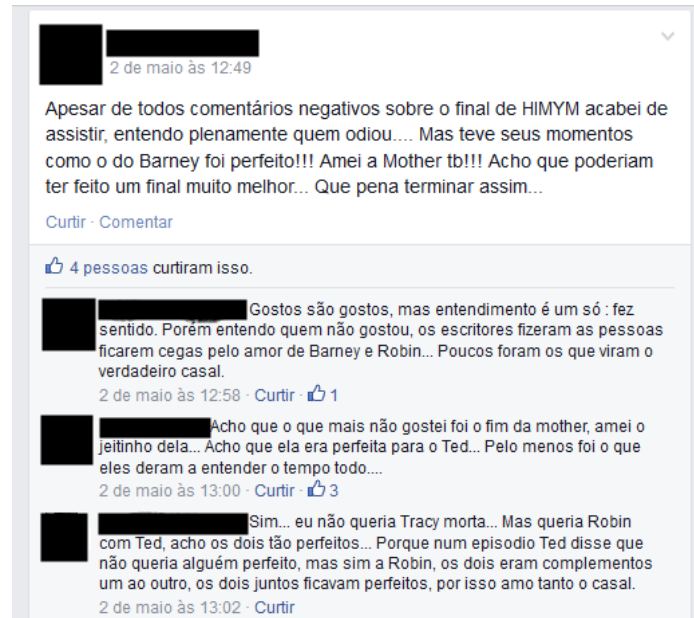 2 de maio às 12:49
Apesar de todos comentários negativos sobre o final de HIMYM acabei de
assistir, entendo plenamente quem odiou.... Mas teve seus momentos
como o do Barney foi perfeito!!! Amei a Mother tb!!! Acho que poderiam
ter feito um final muito melhor... Que pena terminar assim...
Curtir · Comentar
4 pessoas curtiram isso.
Gostos são gostos, mas entendimento é um só : fez
sentido. Porém entendo quem não gostou, os escritores fizeram as pessoas
ficarem cegas pelo amor de Barney e Robin... Poucos foram os que viram o
verdadeiro casal.
2 de maio às 12:58 · Curtir · 1
Acho que o que mais não gostei foi o fim da mother, amei o
jeitinho dela... Acho que ela era perfeita para o Ted... Pelo menos foi o que
eles deram a entender o tempo todo....
2 de maio às 13:00 · Curtir · 3
Sim... eu não queria Tracy morta... Mas queria Robin
com Ted, acho os dois tão perfeitos... Porque num episodio Ted disse que
não queria alguém perfeito, mas sim a Robin, os dois eram complementos
um ao outro, os dois juntos ficavam perfeitos, por isso amo tanto o casal.
2 de maio às 13:02 · Curtir